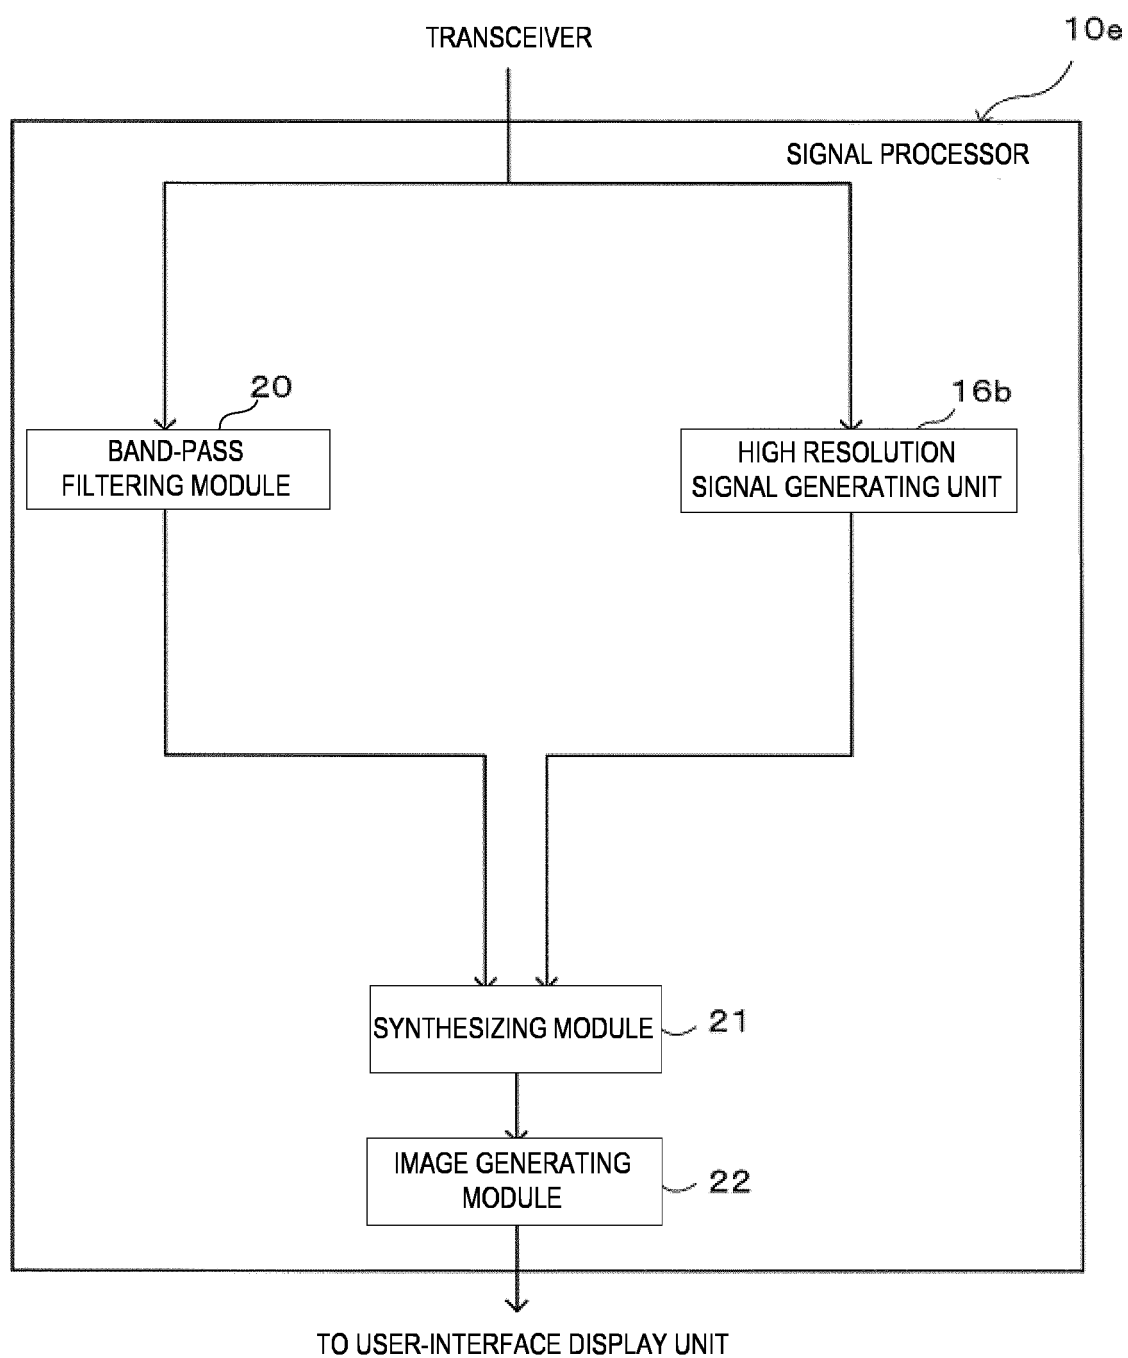 TRANSCEIVER
10e
SIGNAL PROCESSOR
20
BAND-PASS
FILTERING MODULE
16b
HIGH RESOLUTION
SIGNAL GENERATING UNIT
SYNTHESIZING MODULE
21
IMAGE GENERATING
MODULE
22
TO USER-INTERFACE DISPLAY UNIT